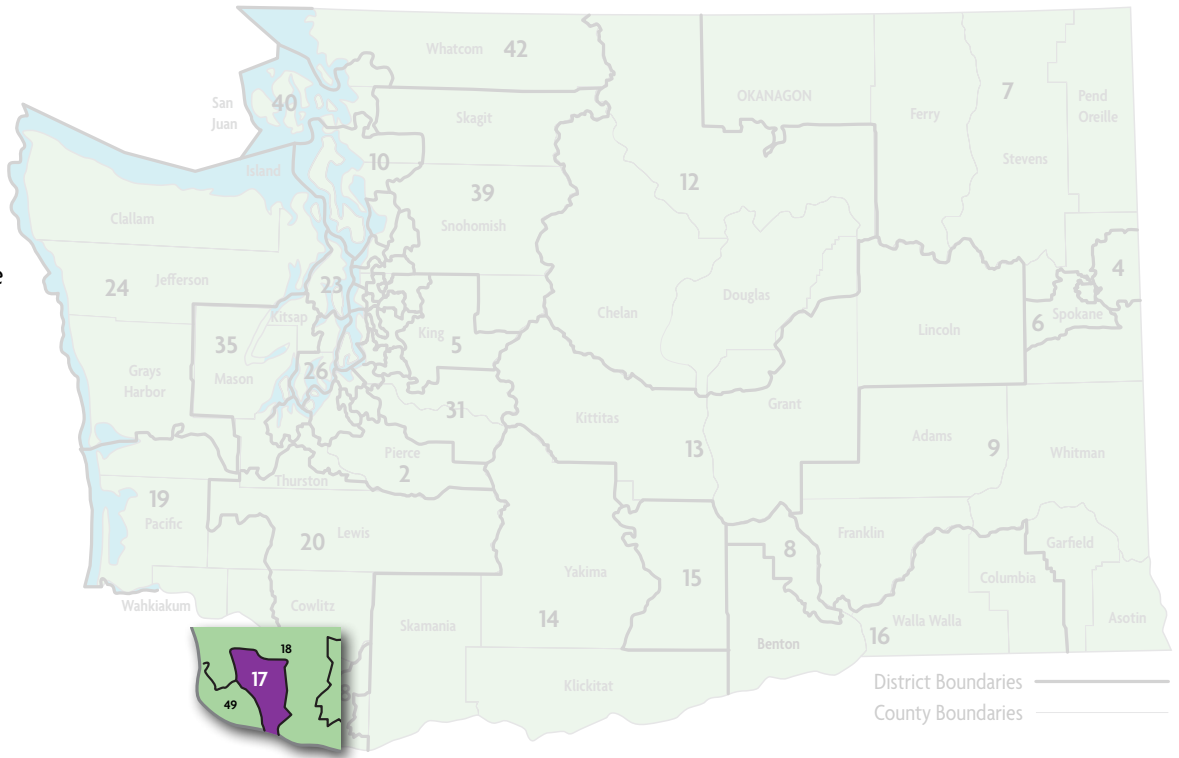 Whatcom 42
40
San
Juan
Skagit
OKANAGON
7
Ferry
Pend
Oreille
Stevens
Island
10
39
Snohomish
12
Clallam
24
Jefferson
23
Kitsap
35
Mason
26
King
5
Chelan
Douglas
Lincoln
4
6
Spokane
e
Grays
Harbor
31
Kittitas
13
Grant
Adams
9
Whitman
Pierce
2
Thurston
19
Pacific
20
Lewis
Yakima
14
15
8
Franklin
Garfield
Columbia
Asotin
Walla Walla
16
Benton
Wahkiakum
Cowlitz
Skamania
Klickitat
18
17
49
8
District Boundaries
County Boundaries